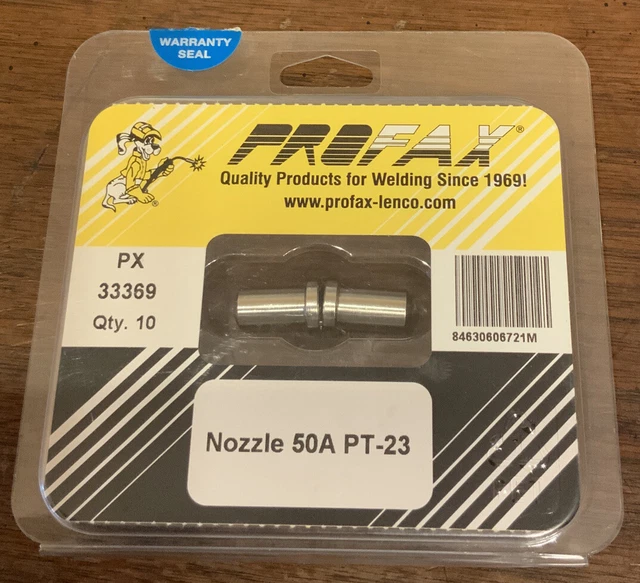 WARRANTY
SEAL
PROFAX®
Quality Products for Welding Since 1969!
www.profax-lenco.com
PX
33369
Qty. 10
84630606721M
Nozzle 50A PT-23